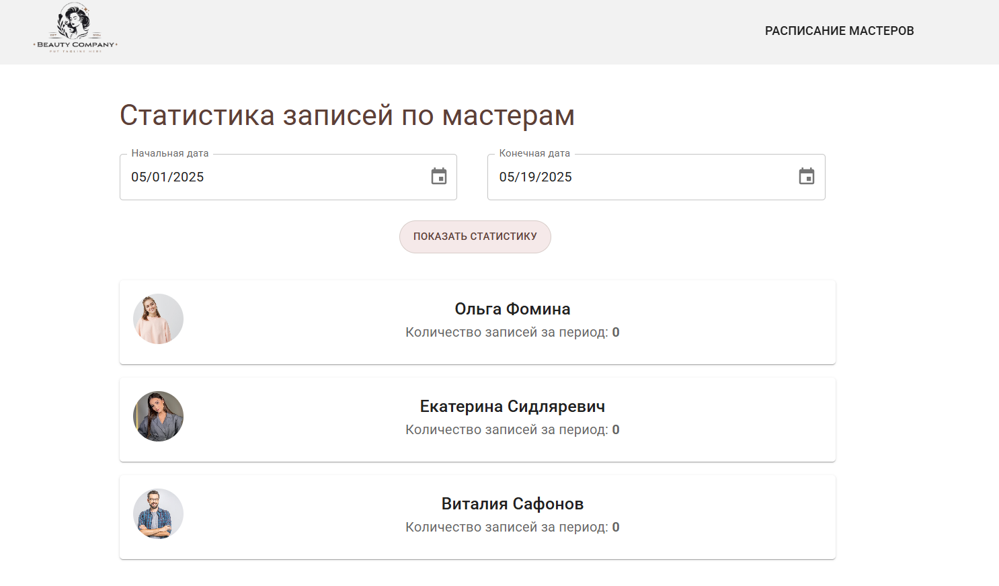 BEAUTY COMPANY
РАСПИСАНИЕ МАСТЕРОВ
Статистика записей по мастерам
Начальная дата
05/01/2025
Конечная дата
05/19/2025
ПОКАЗАТЬ СТАТИСТИКУ
Ольга Фомина
Количество записей за период: 0
Екатерина Сидляревич
Количество записей за период: 0
Виталия Сафонов
Количество записей за период: 0